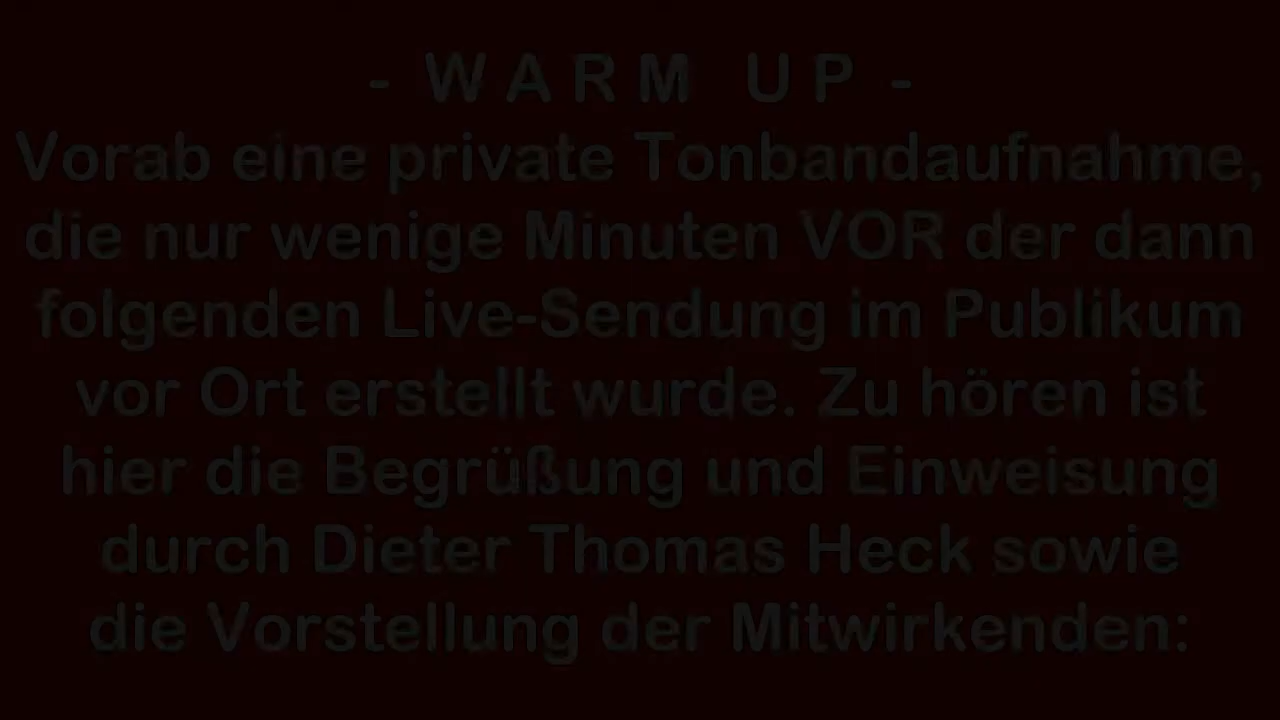 - W A R M   U P -
Vorab eine private Tonbandaufnahme,
die nur wenige Minuten VOR der dann
folgenden Live-Sendung im Publikum
vor Ort erstellt wurde. Zu hören ist
hier die Begrüßung und Einweisung
durch Dieter Thomas Heck sowie
die Vorstellung der Mitwirkenden: